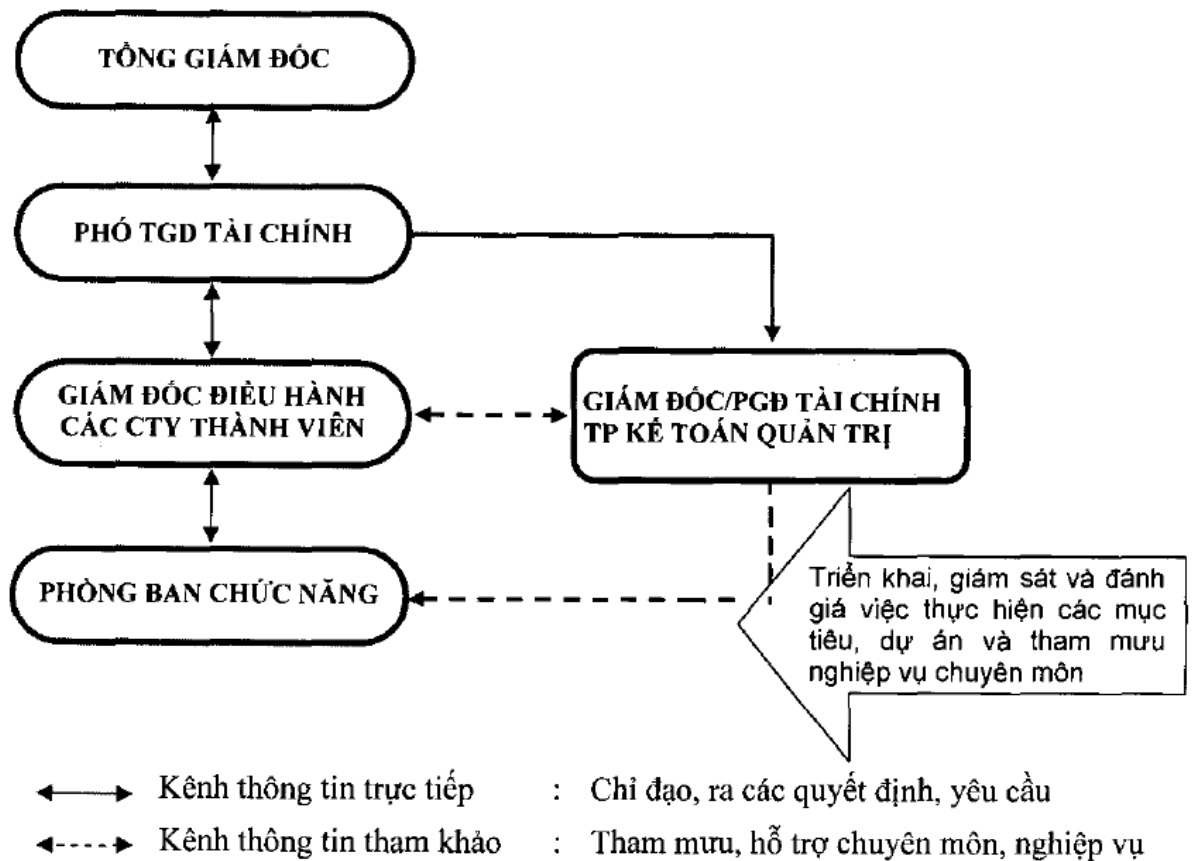 TỔNG GIÁM ĐỐC
PHÓ TGD TÀI CHÍNH
GIÁM ĐỐC ĐIỀU HÀNH
CÁC CTY THÀNH VIÊN
GIÁM ĐỐC/PGĐ TÀI CHÍNH
TP KẾ TOÁN QUẢN TRỊ
PHÒNG BAN CHỨC NĂNG
Triển khai, giám sát và đánh
giá việc thực hiện các mục
tiêu, dự án và tham mưu
nghiệp vụ chuyên môn
Kênh thông tin trực tiếp : Chỉ đạo, ra các quyết định, yêu cầu
Kênh thông tin tham khảo : Tham mưu, hỗ trợ chuyên môn, nghiệp vụ